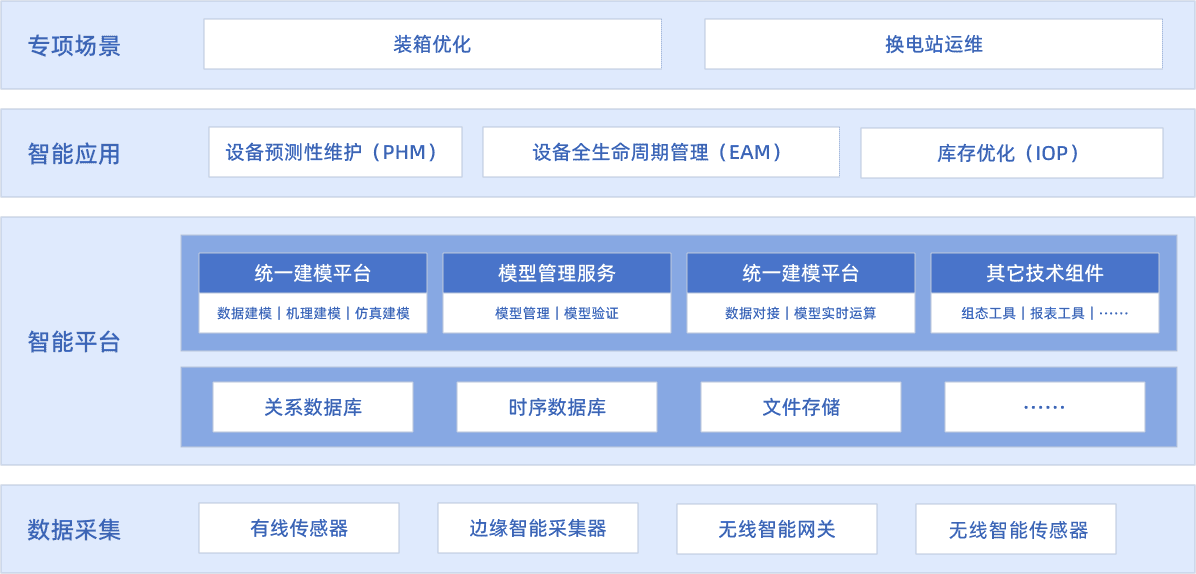 专项场景
装箱优化
换电站运维
智能应用
设备预测性维护（PHM）
设备全生命周期管理（EAM）
库存优化（IOP）
智能平台
统一建模平台
数据建模 | 机理建模 | 仿真建模
模型管理服务
模型管理 | 模型验证
统一建模平台
数据对接 | 模型实时运算
其它技术组件
组态工具 | 报表工具 | ······
关系数据库
时序数据库
文件存储
······
数据采集
有线传感器
边缘智能采集器
无线智能网关
无线智能传感器